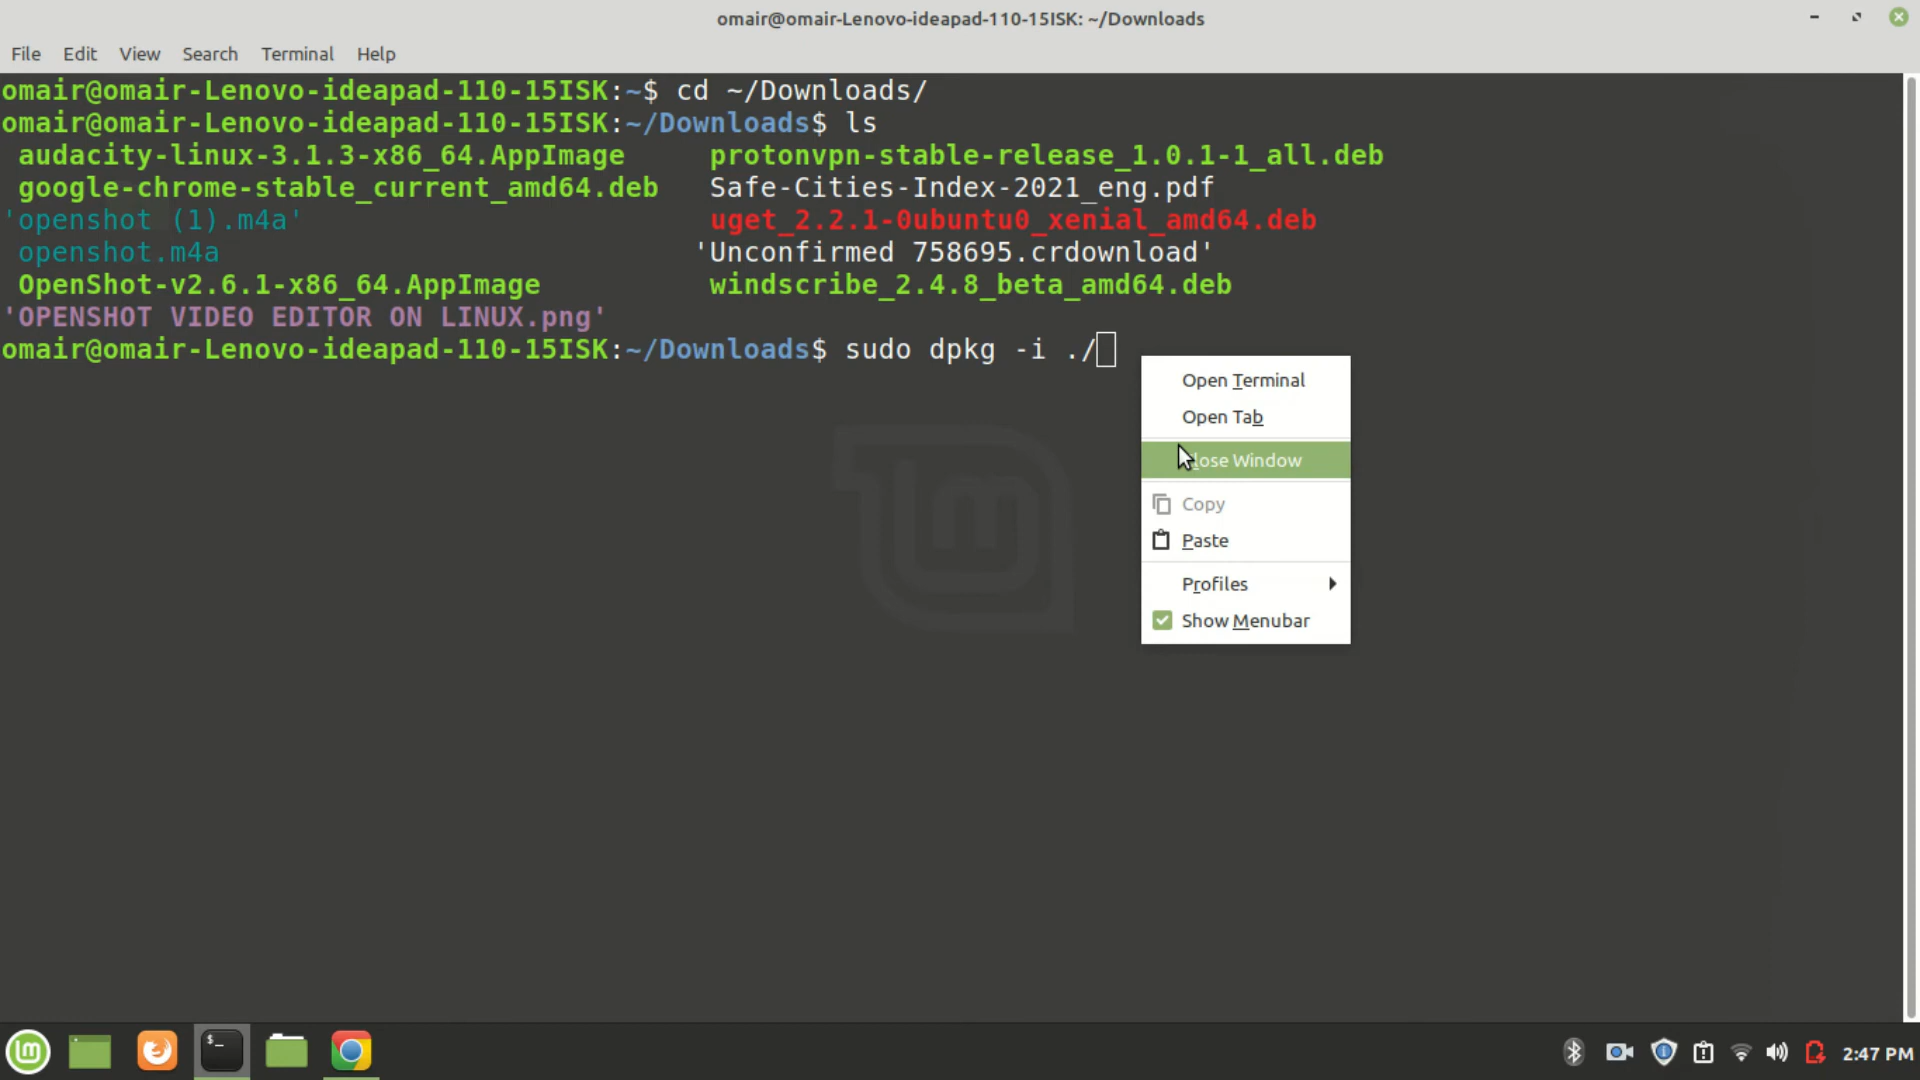 omair@omair-Lenovo-ideapad-110-15ISK: ~/Downloads
File Edit View Search Terminal Help
omair@omair-Lenovo-ideapad-110-15ISK:~$ cd ~/Downloads/
omair@omair-Lenovo-ideapad-110-15ISK:~/Downloads$ ls
audacity-linux-3.1.3-x86_64.AppImage protonvpn-stable-release_1.0.1-1_all.deb
google-chrome-stable_current_amd64.deb Safe-Cities-Index-2021_eng.pdf
'openshot (1).m4a' uget_2.2.1-0ubuntu0_xenial_amd64.deb
openshot.m4a 'Unconfirmed 758695.crdownload'
OpenShot-v2.6.1-x86_64.AppImage windscribe_2.4.8_beta_amd64.deb
'OPENSHOT VIDEO EDITOR ON LINUX.png'
omair@omair-Lenovo-ideapad-110-15ISK:~/Downloads$ sudo dpkg -i ./
Open Terminal
Open Tab
Close Window
Copy
Paste
Profiles
Show Menubar
2:47 PM